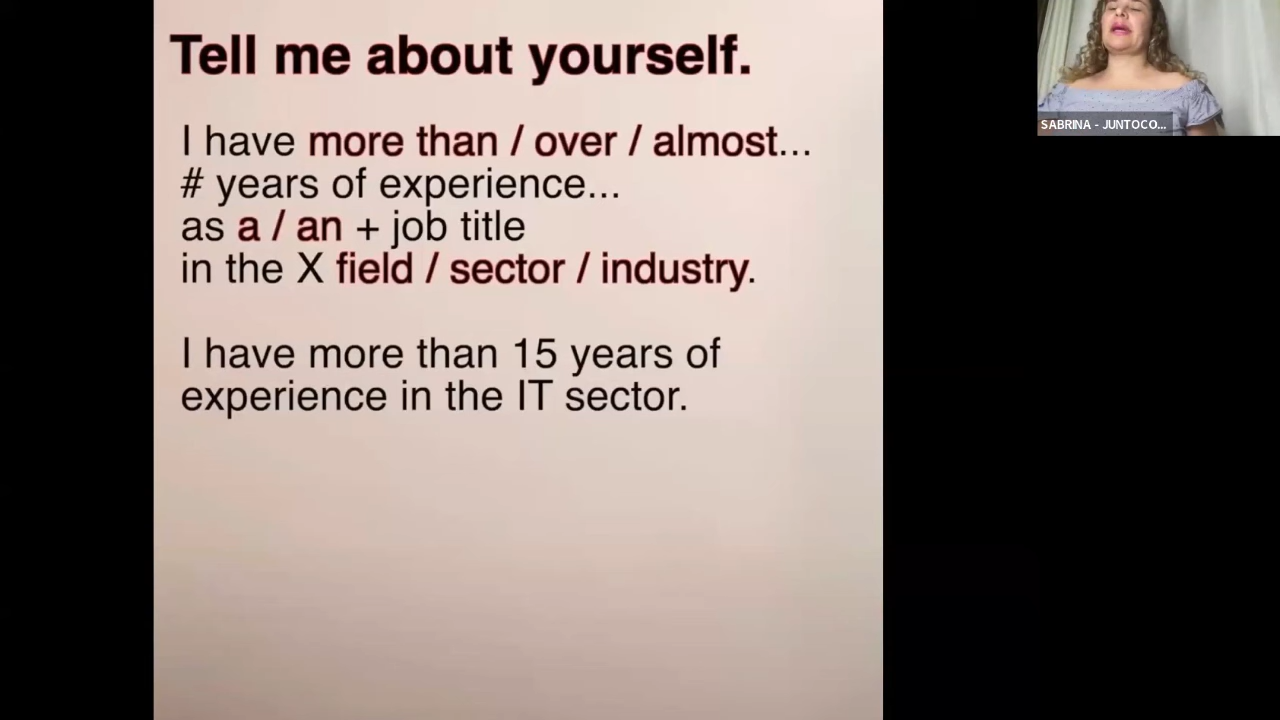 Tell me about yourself.
I have more than / over / almost...
# years of experience...
as a / an + job title
in the X field / sector / industry.
I have more than 15 years of
experience in the IT sector.
SABRINA - JUNTOCO...